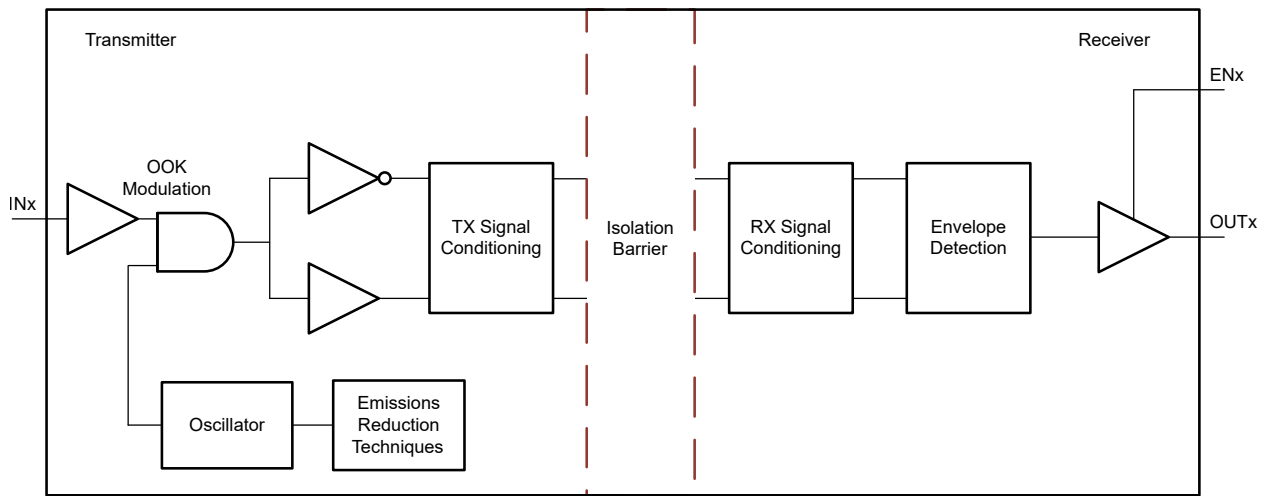 Transmitter
Receiver
ENx
OOK
Modulation
INx
TX Signal
Conditioning
Isolation
Barrier
RX Signal
Conditioning
Envelope
Detection
OUTx
Oscillator
Emissions
Reduction
Techniques